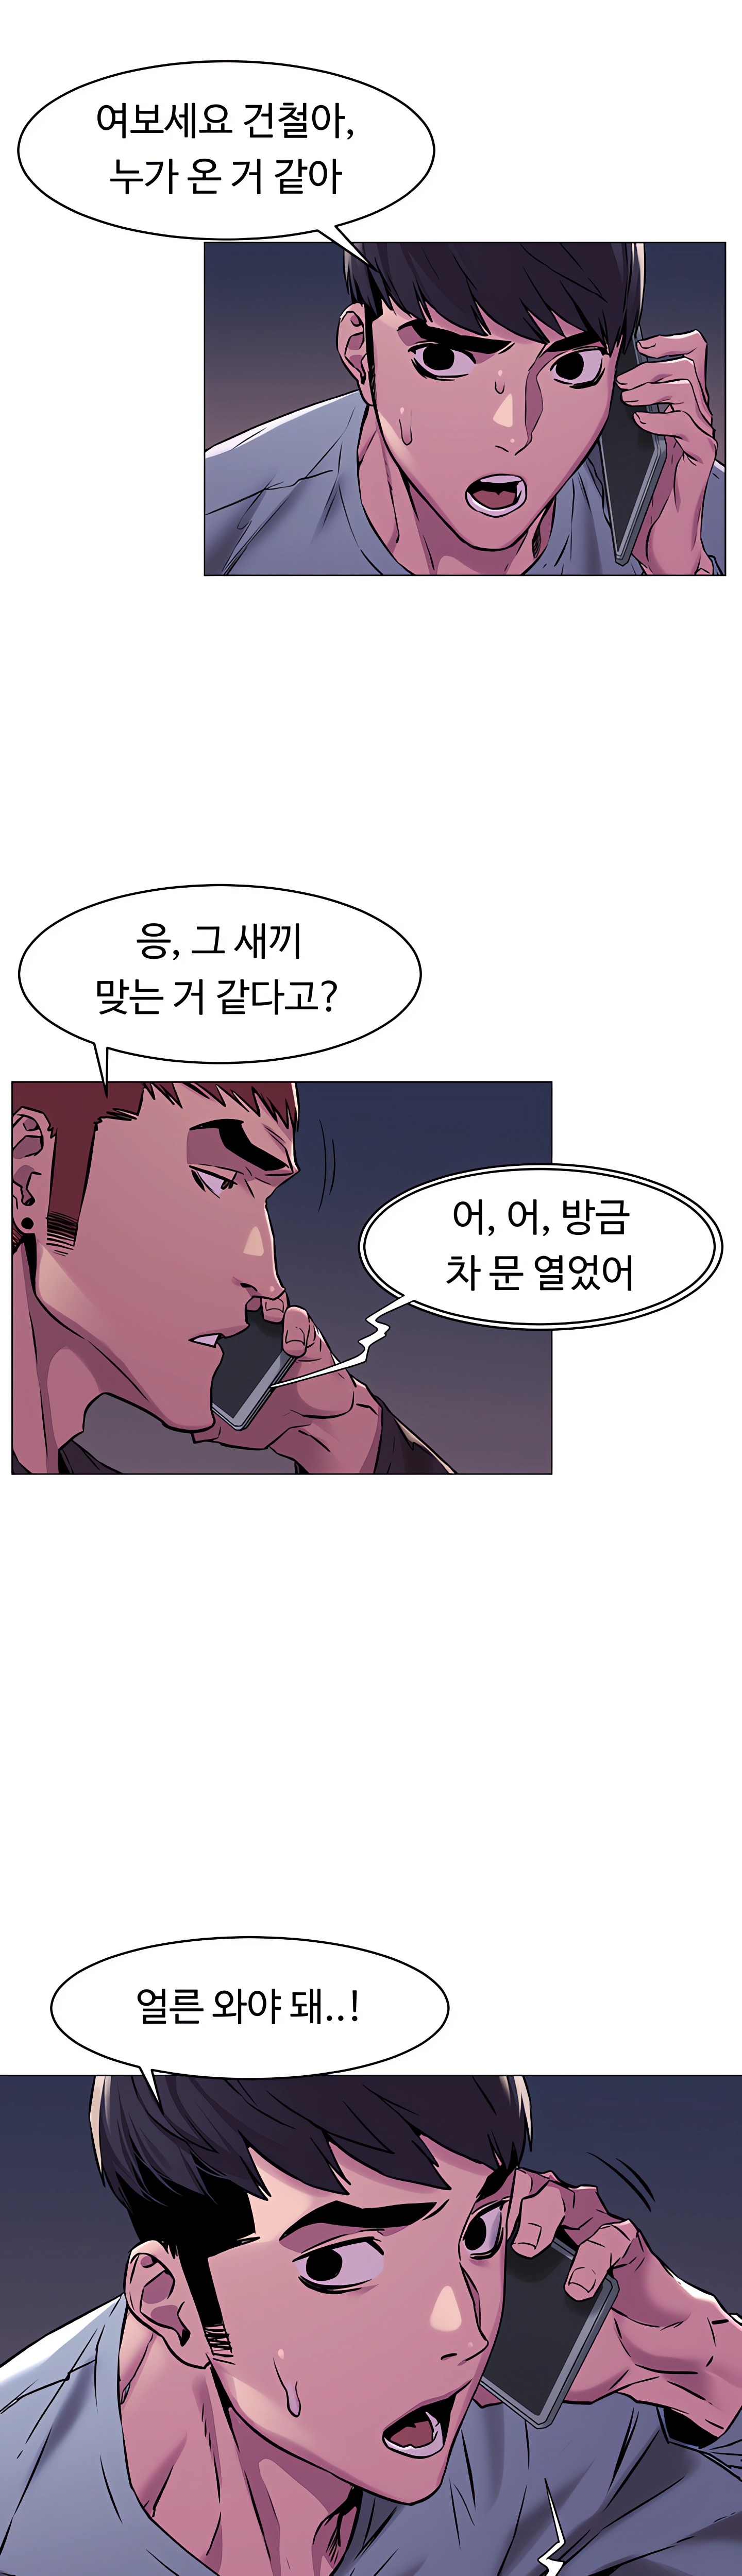 여보세요 건철아,
누가 온 거 같아
응, 그 새끼
맞는 거 같다고?
어, 어, 방금
차 문 열었어
얼른 와야 돼..!